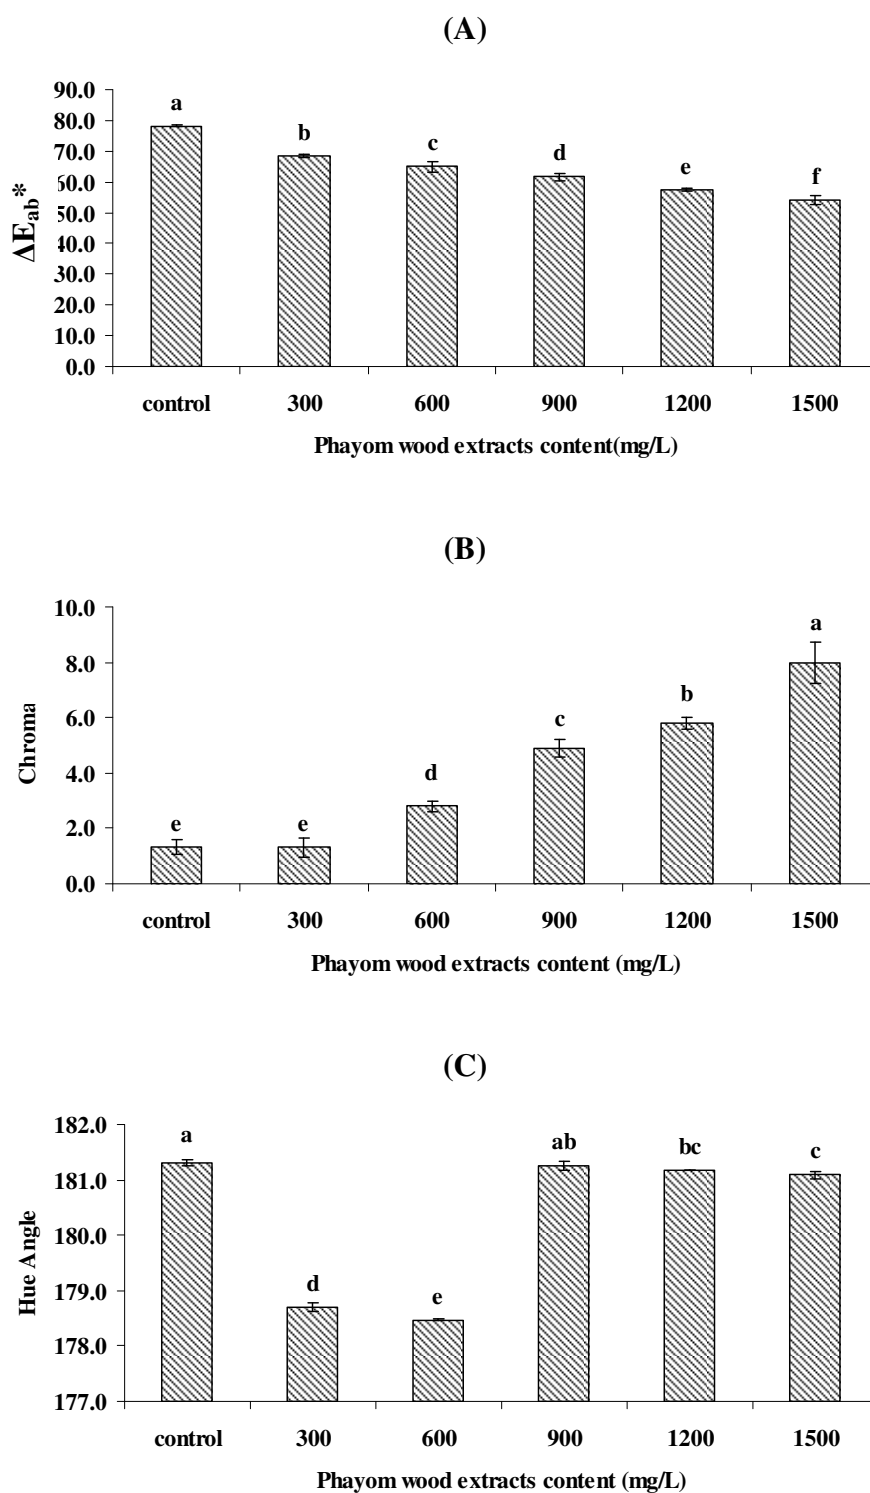 (A)
90.0
80.0
70.0
60.0
50.0
40.0
30.0
20.0
10.0
0.0
ΔEab*
a
b
c
d
e
f
control 300 600 900 1200 1500
Phayom wood extracts content(mg/L)
(B)
10.0
8.0
6.0
4.0
2.0
0.0
Chroma
e
e
d
c
b
a
control 300 600 900 1200 1500
Phayom wood extracts content (mg/L)
(C)
182.0
181.0
180.0
179.0
178.0
177.0
Hue Angle
a
d
e
ab
bc
c
control 300 600 900 1200 1500
Phayom wood extracts content (mg/L)